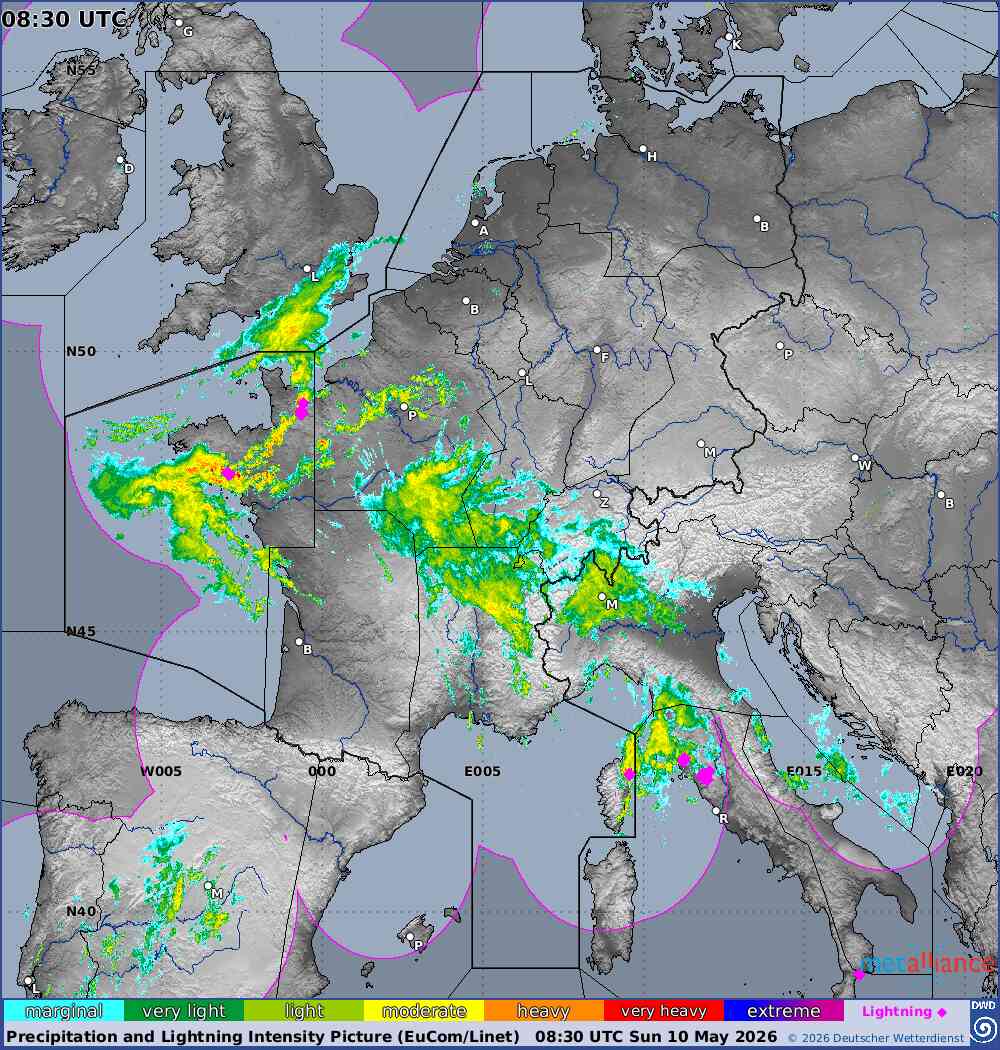 08:30 UTC
G
K
N55
D
H
A
B
L
B
N50
P
F
L
P
M
W
Z
B
M
N45
B
W005
000
E005
E015
E020
R
M
N40
P
L
metalliance
marginal
very light
light
moderate
heavy
very heavy
extreme
Lightning
DWD
Precipitation and Lightning Intensity Picture (EuCom/Linet) 08:30 UTC Sun 10 May 2026 © 2026 Deutscher Wetterdienst